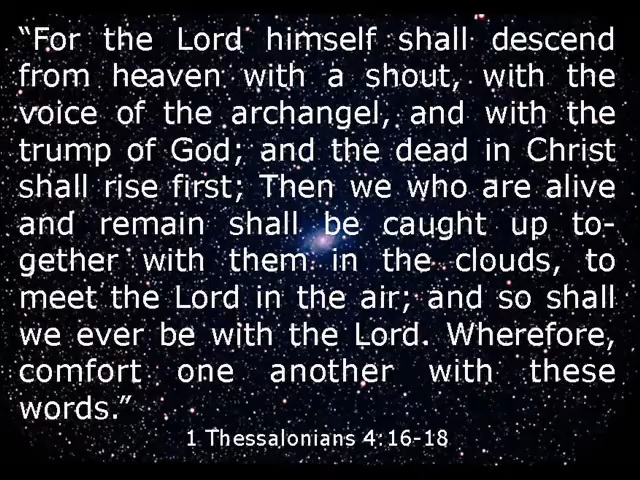 “For the Lord himself shall descend
from heaven with a shout, with the
voice of the archangel, and with the
trump of God; and the dead in Christ
shall rise first; Then we who are alive
and remain shall be caught up to-
gether with them in the clouds, to
meet the Lord in the air; and so shall
we ever be with the Lord. Wherefore,
comfort one another with these
words.”
1 Thessalonians 4:16-18